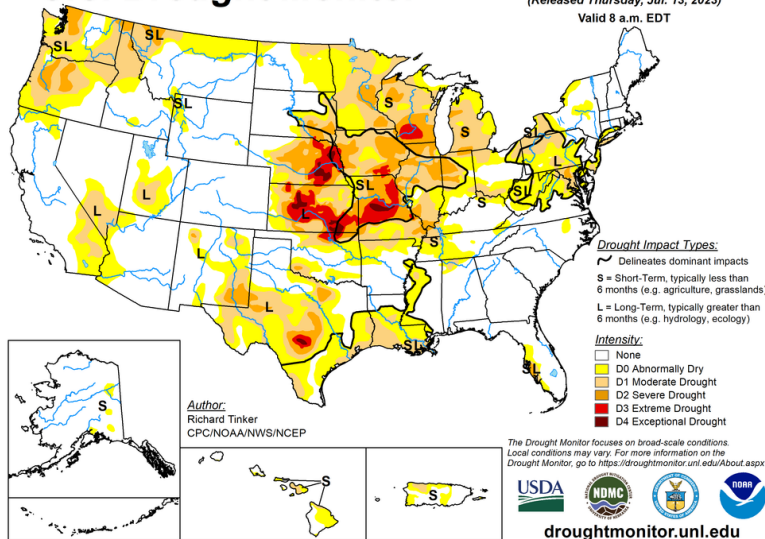 (Released Thursday, Jul. 13, 2023)
Valid 8 a.m. EDT
SL
SL
SL
S
S
SL
L
SL
S
L
L
SL
L
S
L
L
SL
SL
Drought Impact Types:
Delineates dominant impacts
S = Short-Term, typically less than
6 months (e.g. agriculture, grasslands)
L = Long-Term, typically greater than
6 months (e.g. hydrology, ecology)
Intensity:
None
D0 Abnormally Dry
D1 Moderate Drought
D2 Severe Drought
D3 Extreme Drought
D4 Exceptional Drought
S
Author:
Richard Tinker
CPC/NOAA/NWS/NCEP
S
S
The Drought Monitor focuses on broad-scale conditions.
Local conditions may vary. For more information on the
Drought Monitor, go to https://droughtmonitor.unl.edu/About.aspx
USDA
NDMC
NOAA
droughtmonitor.unl.edu